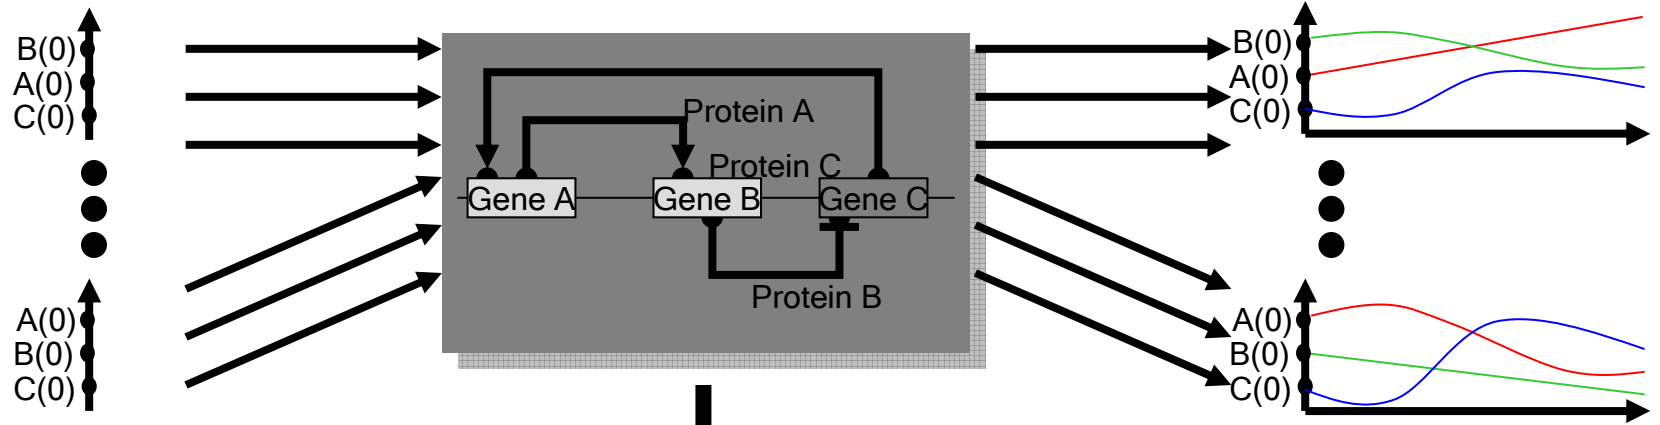 B(0)
A(0)
C(0)
A(0)
B(0)
C(0)
Protein A
Protein C
Gene A
Gene B
Gene C
Protein B
B(0)
A(0)
C(0)
A(0)
B(0)
C(0)